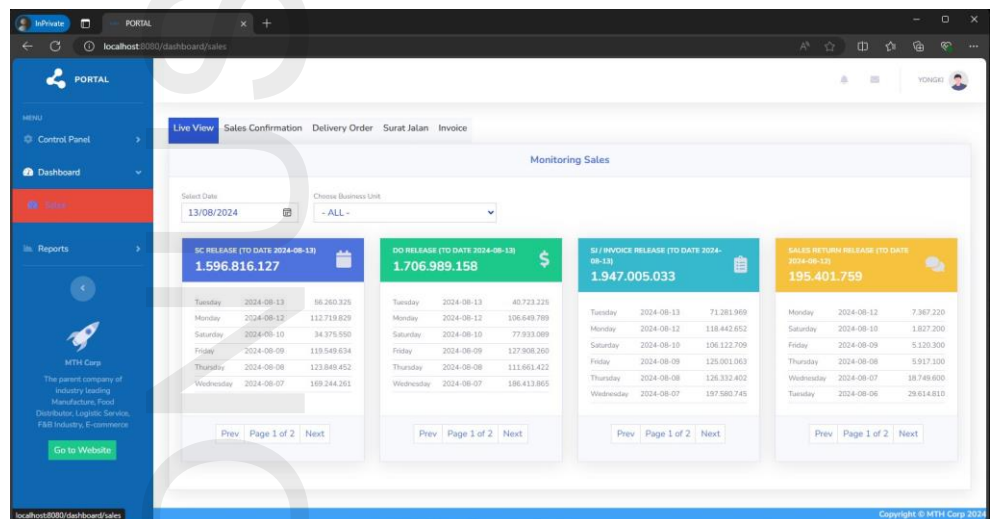 InPrivate
PORTAL
localhost:8080/dashboard/sales
PORTAL
YONGKI
MENU
Control Panel
Dashboard
Sales
Reports
MTH Corp
The parent company of
industry leading
Manufacture, Food
Distributor, Logistic Service,
F&B Industry, E-commerce
Go to Website
Live View Sales Confirmation Delivery Order Surat Jalan Invoice
Monitoring Sales
Select Date
13/08/2024
Choose Business Unit
- ALL -
SC RELEASE (TO DATE 2024-08-13)
1.596.816.127
Tuesday 2024-08-13 56.260.325
Monday 2024-08-12 112.719.829
Saturday 2024-08-10 34.375.550
Friday 2024-08-09 119.549.634
Thursday 2024-08-08 123.849.452
Wednesday 2024-08-07 169.244.261
Prev Page 1 of 2 Next
DO RELEASE (TO DATE 2024-08-13)
1.706.989.158
Tuesday 2024-08-13 40.723.225
Monday 2024-08-12 106.649.789
Saturday 2024-08-10 77.933.089
Friday 2024-08-09 127.908.260
Thursday 2024-08-08 111.661.422
Wednesday 2024-08-07 186.413.865
Prev Page 1 of 2 Next
SJ / INVOICE RELEASE (TO DATE 2024-
08-13)
1.947.005.033
Tuesday 2024-08-13 71.281.969
Monday 2024-08-12 118.442.652
Saturday 2024-08-10 106.122.709
Friday 2024-08-09 125.001.063
Thursday 2024-08-08 126.332.402
Wednesday 2024-08-07 197.580.745
Prev Page 1 of 2 Next
SALES RETURN RELEASE (TO DATE
2024-08-12)
195.401.759
Monday 2024-08-12 7.367.220
Saturday 2024-08-10 1.827.200
Friday 2024-08-09 5.120.300
Thursday 2024-08-08 5.917.100
Wednesday 2024-08-07 18.749.600
Tuesday 2024-08-06 29.614.810
Prev Page 1 of 2 Next
localhost:8080/dashboard/sales
Copyright © MTH Corp 2024